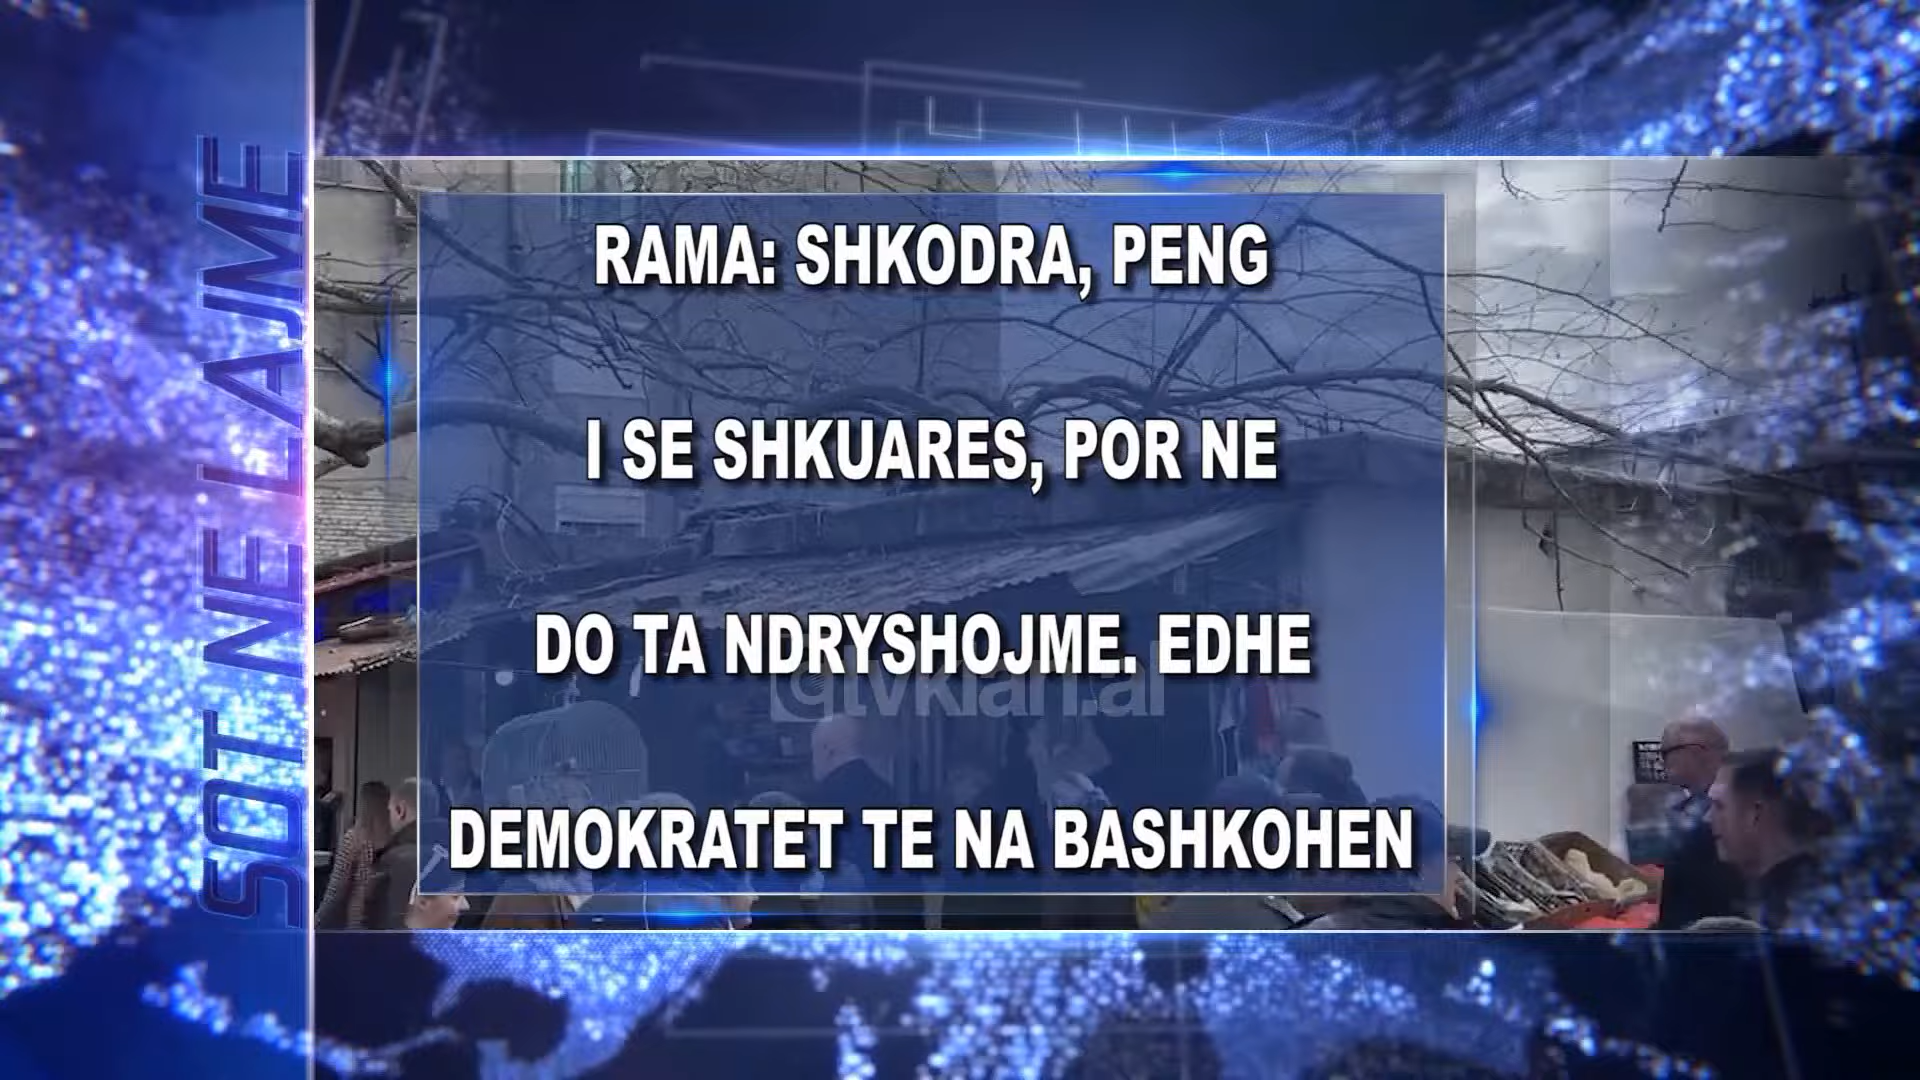 SOT NE LAJME
RAMA: SHKODRA, PENG
I SE SHKUARES, POR NE
DO TA NDRYSHOJME. EDHE
DEMOKRATET TE NA BASHKOHEN
tvklan.al